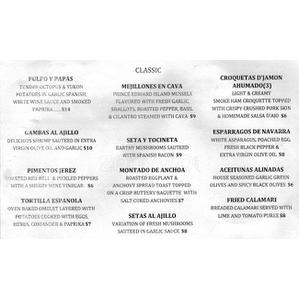 CLASSIC
PULPO Y PAPAS
TENDER OCTOPUS & YUKON
POTATOES IN GARLIC SPANISH,
WHITE WINE SAUCE AND SMOKED
PAPRIKA...... $14
GAMBAS AL AJILLO
DELICIOUS SHRIMP SAUTEED IN EXTRA
VIRGIN OLIVE OIL AND GARLIC $10
PIMENTOS JEREZ
ROASTED RED BELL & PICKLED PEPPERS
WITH A SHERRY WINE VINEGAR $6
TORTILLA ESPANOLA
OVEN BAKED OMELET LAYERED WITH
POTATOES COOKED WITH EGGS,
HERBS, CORIANDER & PAPRIKA $7
MEJILLONES EN CAVA
PRINCE EDWARD ISLAND MUSSELS
FLAVORED WITH FRESH GARLIC,
SHALLOTS, ROASTED PEPPER, BASIL
& CILANTRO STEAMED WITH CAVA $9
SETA Y TOCINETA
EARTHY MUSHROOMS SAUTEED
WITH SPANISH BACON $9
MONTADO DE ANCHOA
ROASTED EGGPLANT &
ANCHOVY SPREAD TOAST TOPPED
ON A CRISP BUTTERY BAGUETTE WITH
SALT CURED ANCHOVIES $7
SETAS AL AJILLO
VARIATION OF FRESH MUSHROOMS
SAUTEED IN GARLIC SAUCE $8
CROQUETAS D'JAMON
AHUMADO(3)
LIGHT & CREAMY
SMOKE HAM CROQUETTE TOPPED
WITH CRISPY CRUSHED PORK SKIN
& HOMEMADE SALSA D'AJO $6
ESPARRAGOS DE NAVARRA
WHITE ASPARAGUS, POACHED EGG,
FRESH BLACK PEPPER &
EXTRA VIRGIN OLIVE OIL. $8
ACEITUNAS ALINADAS
HOUSE SEASONED GARLIC GREEN
OLIVES AND SPICY BLACK OLIVES $6
FRIED CALAMARI
BREADED CALAMARI SERVED WITH
LIME AND TOMATO PUREE $8